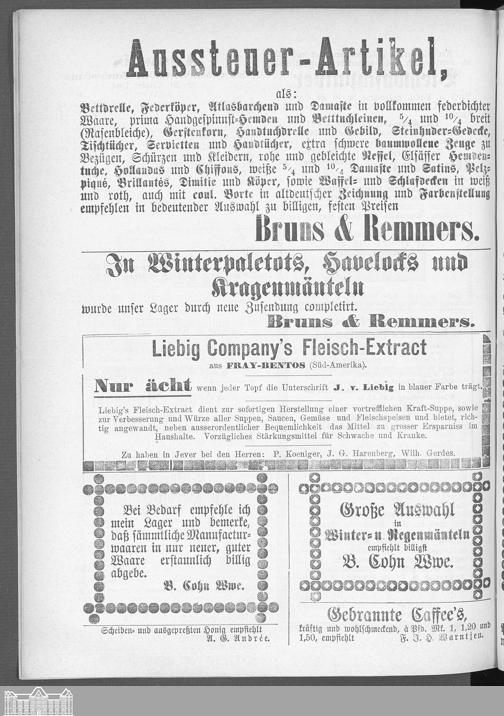 Aussteuer-Artikel,
als:
Bettdrelle, Federköper, Atlasbarchend und Damaste in vollkommen federdichter
Waare, prima Handgespinnst-Hemden und Betttuchleinen, 5/4 und 10/4 breit
(Rasenbleiche), Gerstenkorn, Handtuchdrelle und Gebild, Steinhuder-Gedecke,
Tischtücher, Servietten und Handtücher, extra schwere baumwollene Zeuge zu
Bezügen, Schürzen und Kleidern, rohe und gebleichte Nessel, Elsässer Hemden-
tuche, Hollandas und Chiffons, weiße 5/4 und 10/4 Damaste und Satins, Pelz-
piqué, Brillantés, Dimitie und Köper, sowie Waffel- und Schlafdecken in weiß
und roth, auch mit coul. Borte in altdeutscher Zeichnung und Farbenstellung
empfehlen in bedeutender Auswahl zu billigen, festen Preisen
Bruns & Remmers.
In Winterpaletots, Havelocks und
Kragenmänteln
wurde unser Lager durch neue Zusendung completirt.
Bruns & Remmers.
Liebig Company's Fleisch-Extract
aus FRAY-BENTOS (Süd-Amerika).
Nur ächt wenn jeder Topf die Unterschrift J. v. Liebig in blauer Farbe trägt.
Liebig's Fleisch-Extract dient zur sofortigen Herstellung einer vortrefflichen Kraft-Suppe, sowie
zur Verbesserung und Würze aller Suppen, Saucen, Gemüse und Fleischspeisen und bietet, rich-
tig angewandt, neben ausserordentlicher Bequemlichkeit das Mittel zu grosser Ersparniss im
Haushalte. Vorzügliches Stärkungsmittel für Schwache und Kranke.
Zu haben in Jever bei den Herren: P. Koeniger, J. G. Harenberg, Wilh. Gerdes.
Bei Bedarf empfehle ich
mein Lager und bemerke,
daß sämmtliche Manufactur-
waaren in nur neuer, guter
Waare erstaunlich billig
abgebe.
B. Cohn Wwe.
Scheiben- und ausgepreßten Honig empfiehlt
A. G. Andrée.
Große Auswahl
in
Winter- u Regenmänteln
empfiehlt billigst
B. Cohn Wwe.
Gebrannte Caffee's,
kräftig und wohlschmeckend, à Pfd. Mk. 1, 1,20 und
1,50, empfiehlt F. J. H. Warntjen.